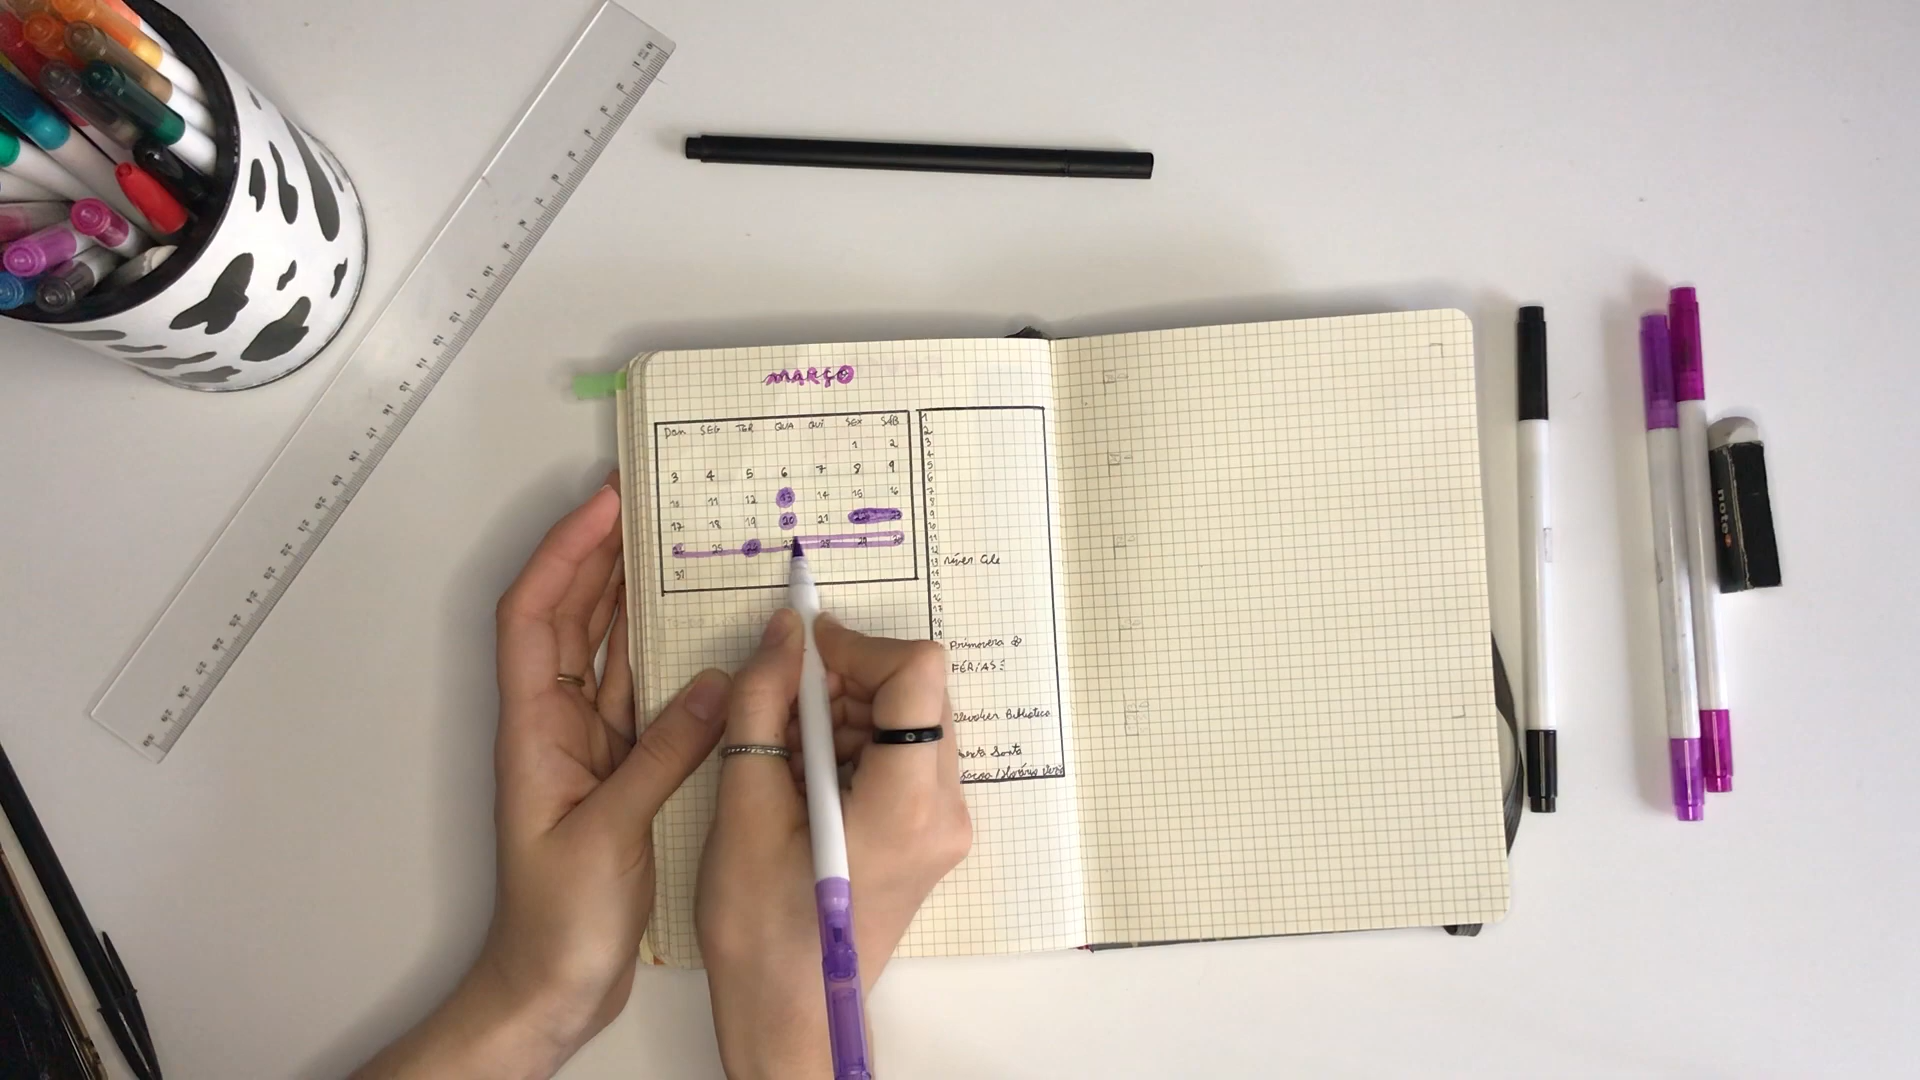 MARÇO
Dom SEG TER QUA QUI SEX SÁB
1 2
3 4 5 6 7 8 9
10 11 12 13 14 15 16
17 18 19 20 21 22 23
24 25 26 27 28 29 30
31
1
2
3
4
5
6
7
8
9
10
11
12
13 níver
14
15
16
17
18
19
Primavera
FÉRIAS
Biblioteca
Santa
note